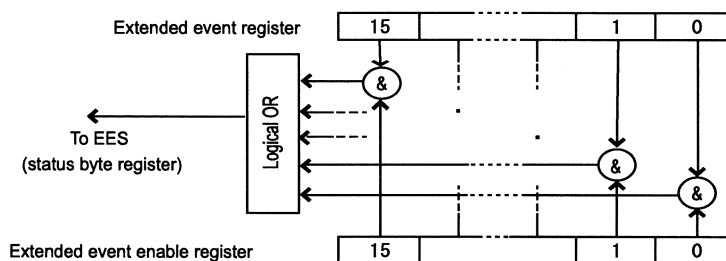 Extended event register 15 1 0
&
Logical OR
To EES
(status byte register)
&
&
Extended event enable register 15 1 0